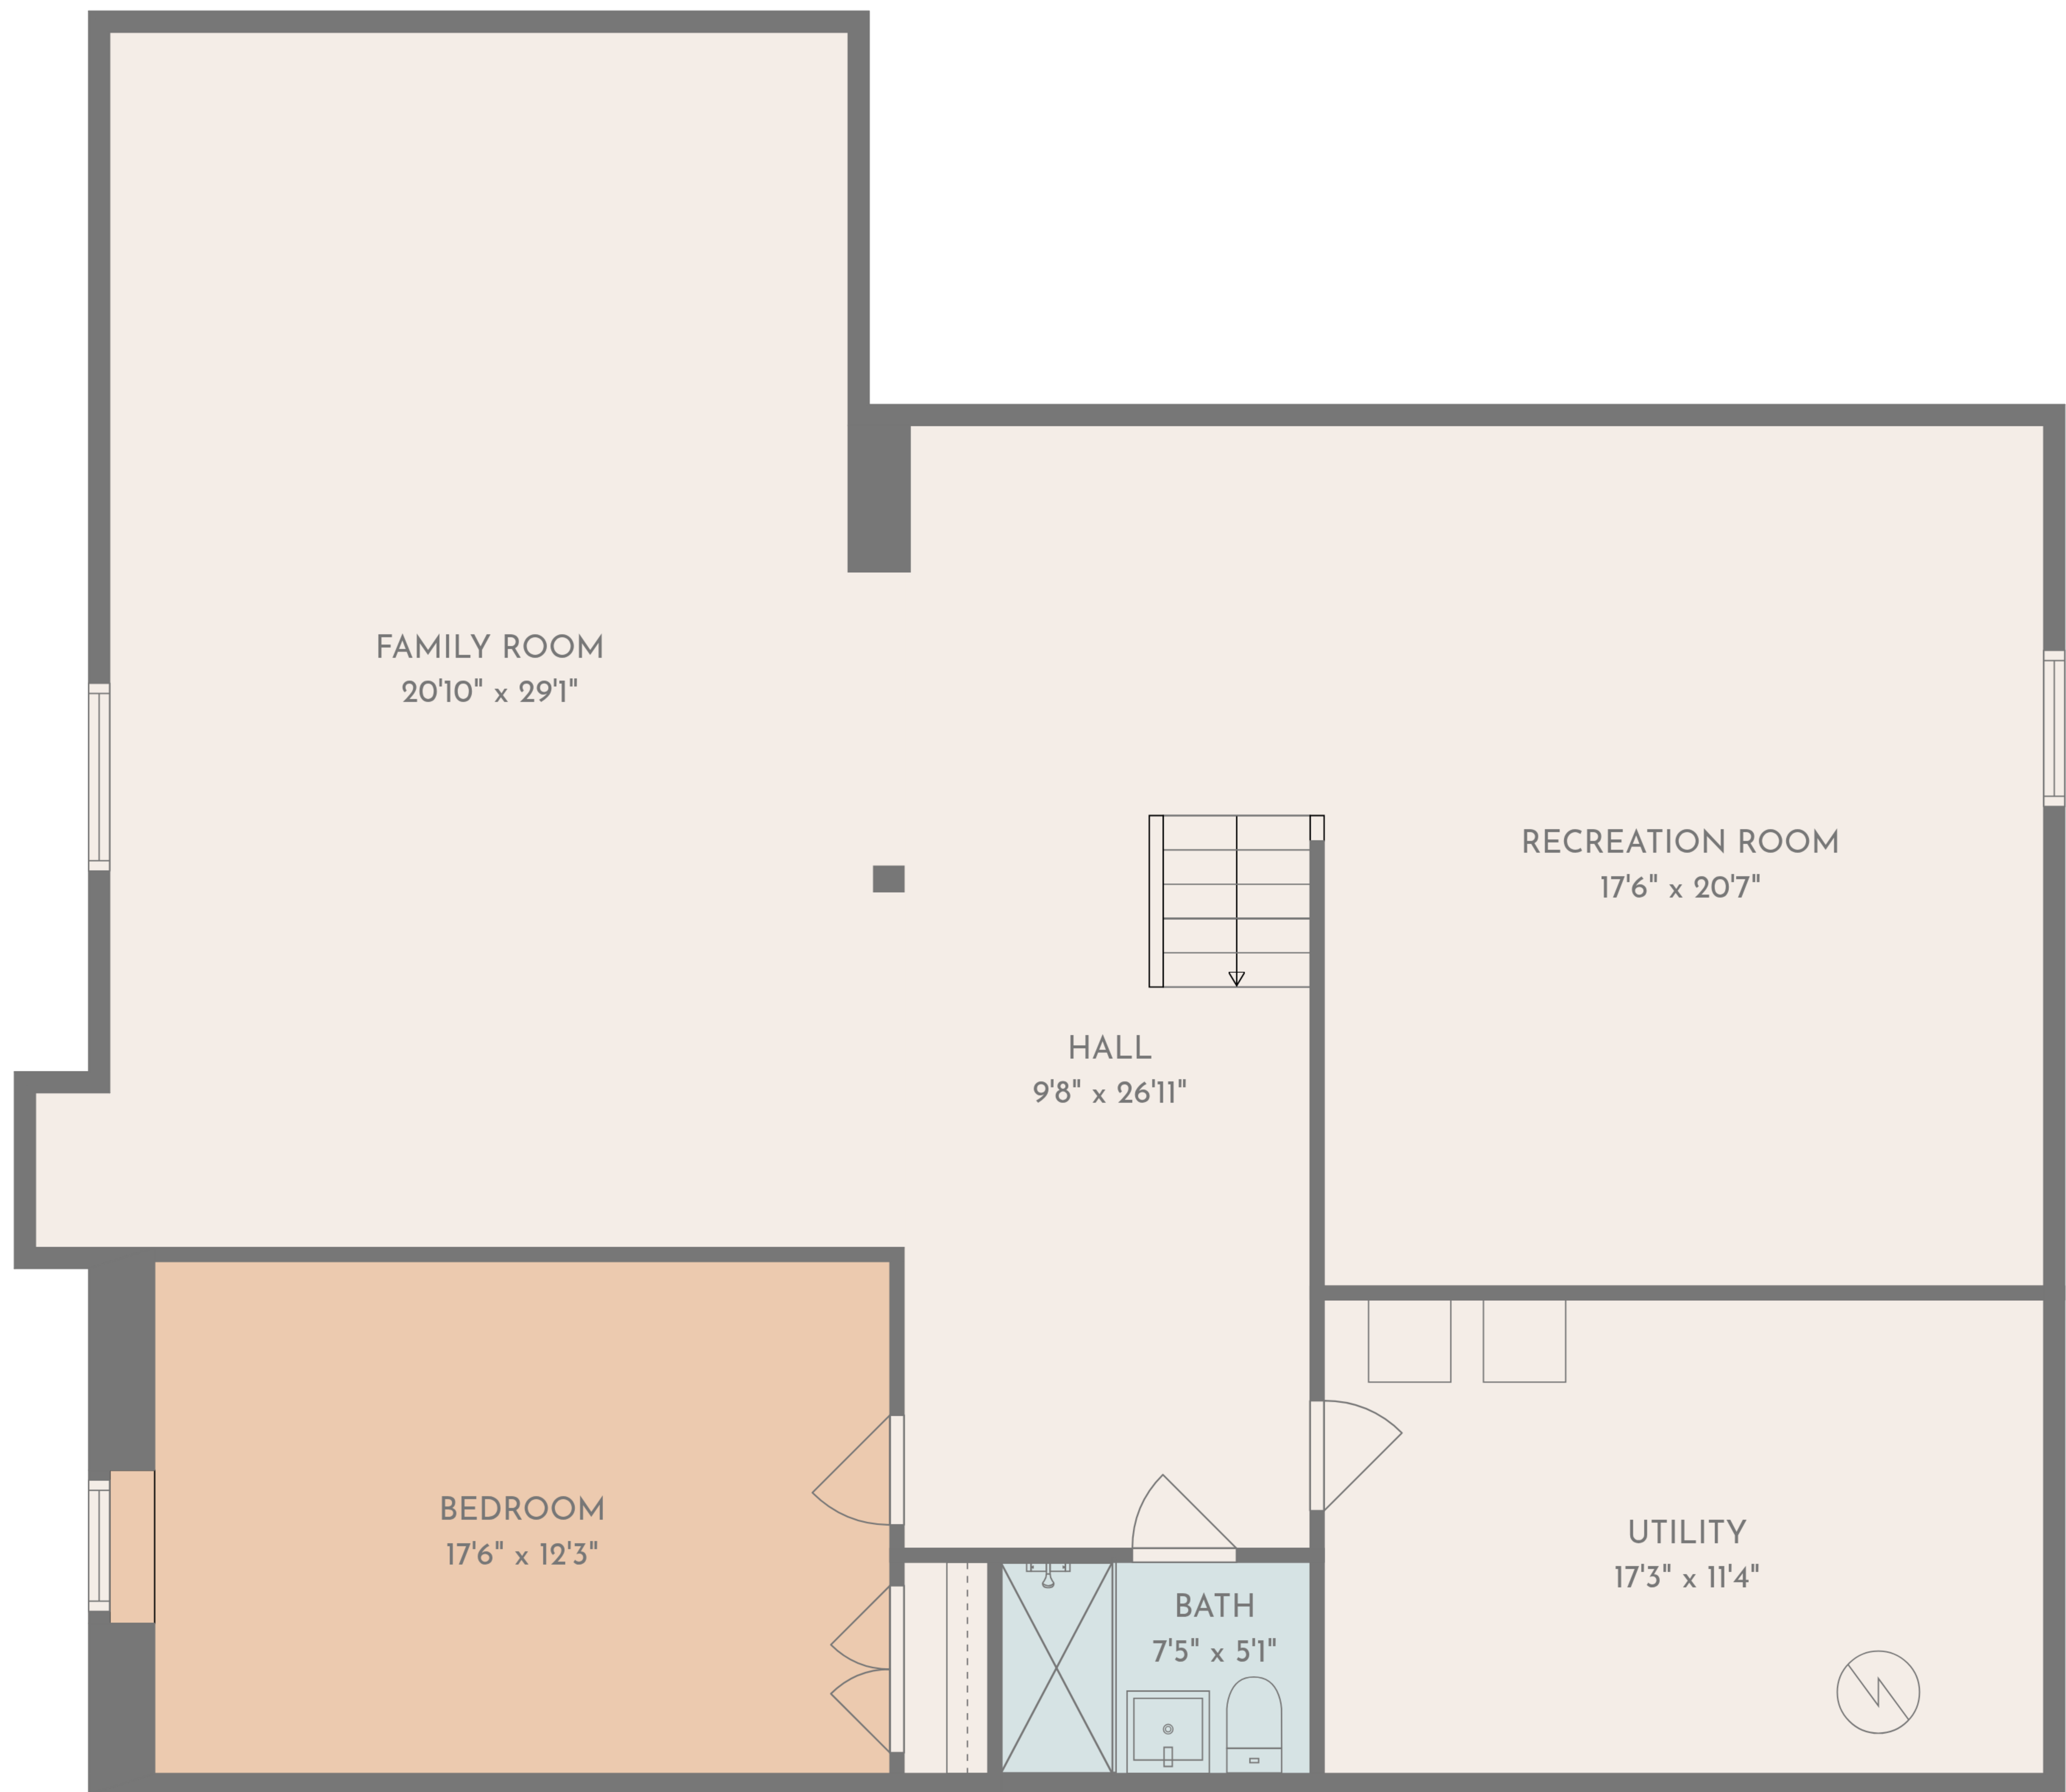 FAMILY ROOM
20'10" x 29'1"
RECREATION ROOM
17'6" x 20'7"
HALL
9'8" x 26'11"
BEDROOM
17'6" x 12'3"
UTILITY
17'3" x 11'4"
BATH
7'5" x 5'1"